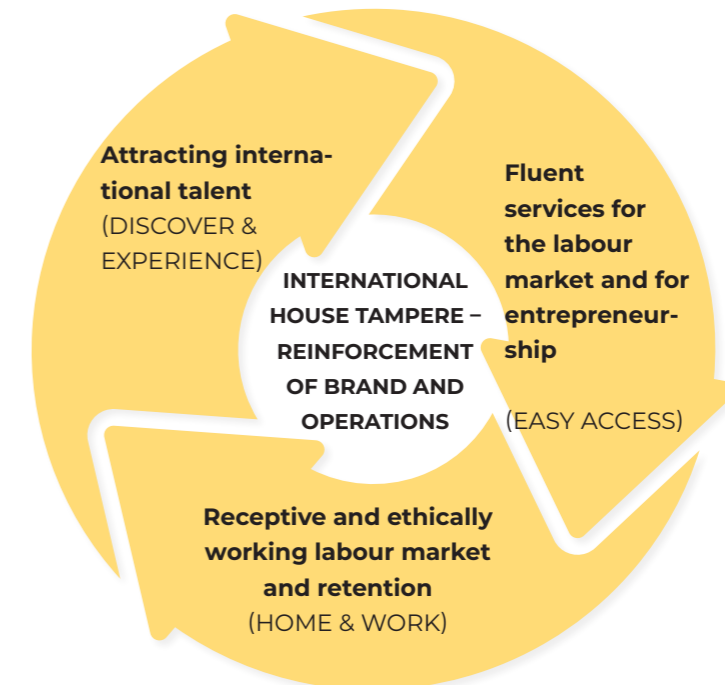 Attracting interna-
tional talent
(DISCOVER &
EXPERIENCE)
Fluent
services for
the labour
market and for
entrepreneur-
ship
(EASY ACCESS)
INTERNATIONAL
HOUSE TAMPERE –
REINFORCEMENT
OF BRAND AND
OPERATIONS
Receptive and ethically
working labour market
and retention
(HOME & WORK)